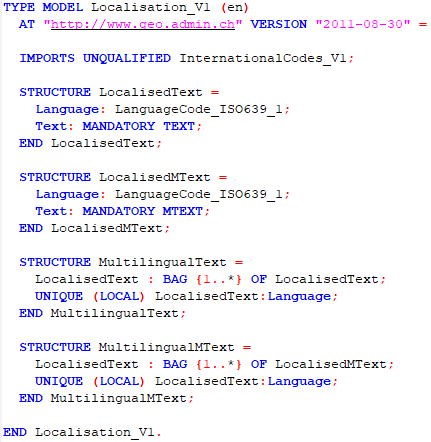 TYPE MODEL Localisation_V1 (en)
AT "http://www.geo.admin.ch" VERSION "2011-08-30" =
IMPORTS UNQUALIFIED InternationalCodes_V1;
STRUCTURE LocalisedText =
Language: LanguageCode_ISO639_1;
Text: MANDATORY TEXT;
END LocalisedText;
STRUCTURE LocalisedMText =
Language: LanguageCode_ISO639_1;
Text: MANDATORY MTEXT;
END LocalisedMText;
STRUCTURE MultilingualText =
LocalisedText : BAG {1..*} OF LocalisedText;
UNIQUE (LOCAL) LocalisedText:Language;
END MultilingualText;
STRUCTURE MultilingualMText =
LocalisedText : BAG {1..*} OF LocalisedMText;
UNIQUE (LOCAL) LocalisedText:Language;
END MultilingualMText;
END Localisation_V1.